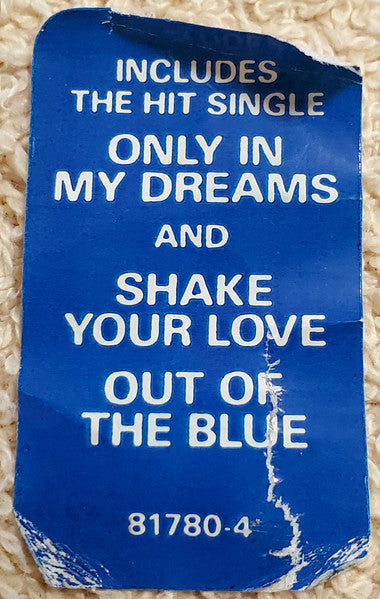 INCLUDES
THE HIT SINGLE
ONLY IN
MY DREAMS
AND
SHAKE
YOUR LOVE
OUT OF
THE BLUE
81780-4